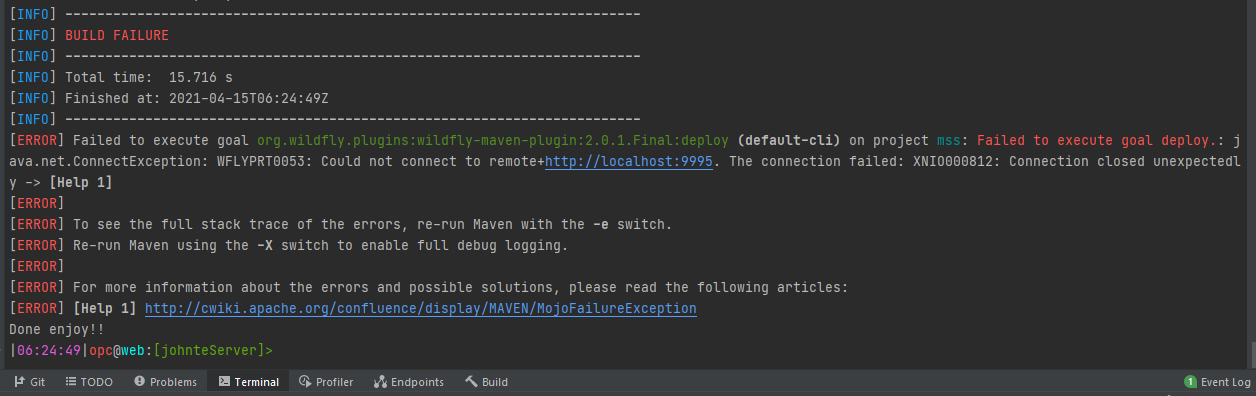 [INFO] ------------------------------------------------------------------------
[INFO] BUILD FAILURE
[INFO] ------------------------------------------------------------------------
[INFO] Total time:  15.716 s
[INFO] Finished at: 2021-04-15T06:24:49Z
[INFO] ------------------------------------------------------------------------
[ERROR] Failed to execute goal org.wildfly.plugins:wildfly-maven-plugin:2.0.1.Final:deploy (default-cli) on project mss: Failed to execute goal deploy.: j
ava.net.ConnectException: WFLYPRT0053: Could not connect to remote+http://localhost:9995. The connection failed: XNIO000812: Connection closed unexpectedl
y -> [Help 1]
[ERROR]
[ERROR] To see the full stack trace of the errors, re-run Maven with the -e switch.
[ERROR] Re-run Maven using the -X switch to enable full debug logging.
[ERROR]
[ERROR] For more information about the errors and possible solutions, please read the following articles:
[ERROR] [Help 1] http://cwiki.apache.org/confluence/display/MAVEN/MojoFailureException
Done enjoy!!
|06:24:49|opc@web:[johnteServer]>
Git TODO Problems Terminal Profiler Endpoints Build 1 Event Log